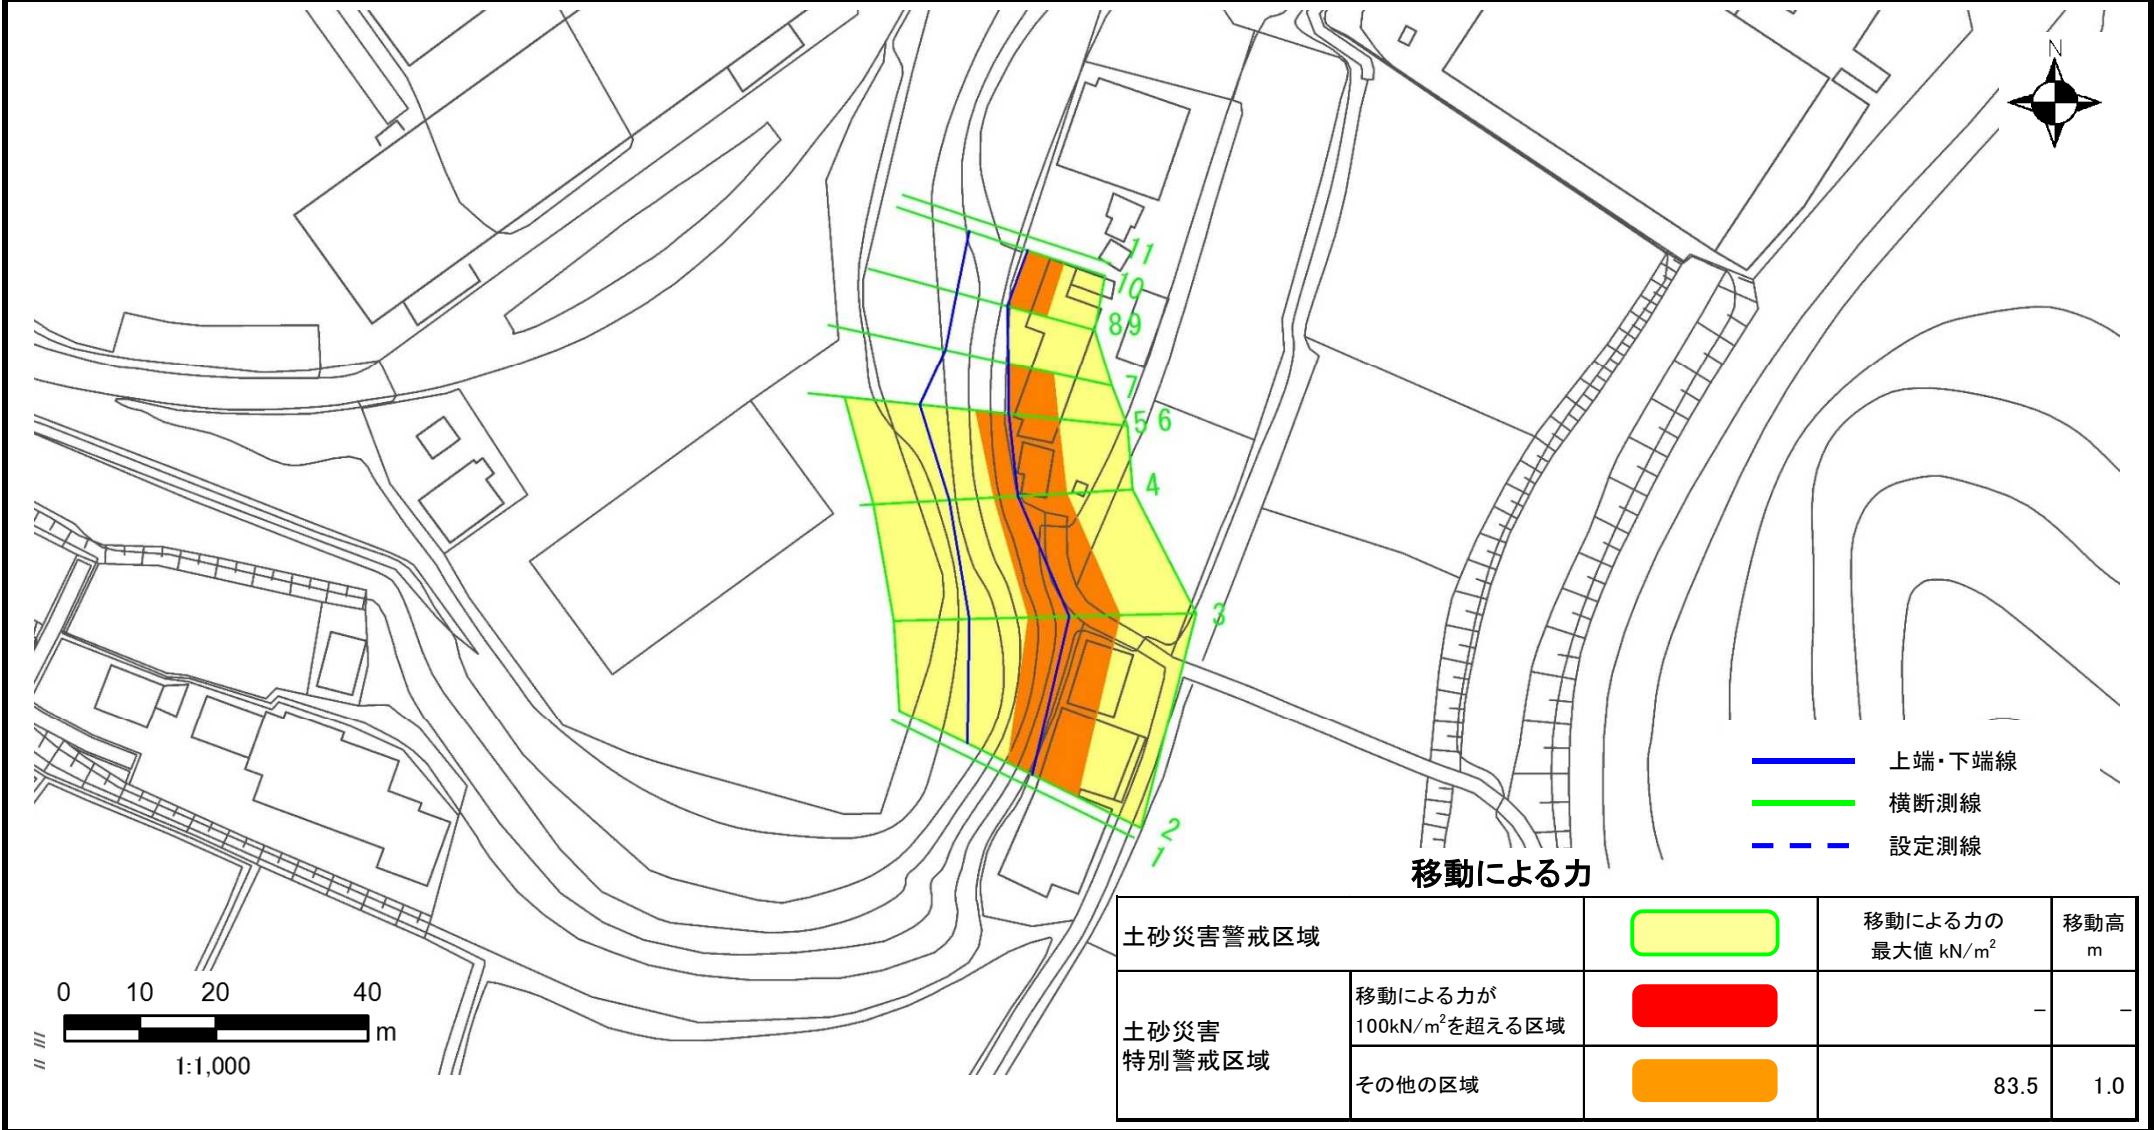 N
11
10
8 9
7
5 6
4
3
2
1
上端・下端線
横断測線
設定測線
移動による力
土砂災害警戒区域
移動による力の
最大値 kN/m²
移動高
m
土砂災害
特別警戒区域
移動による力が
100kN/m²を超える区域
－ －
その他の区域
83.5 1.0
0 10 20 40
m
1:1,000